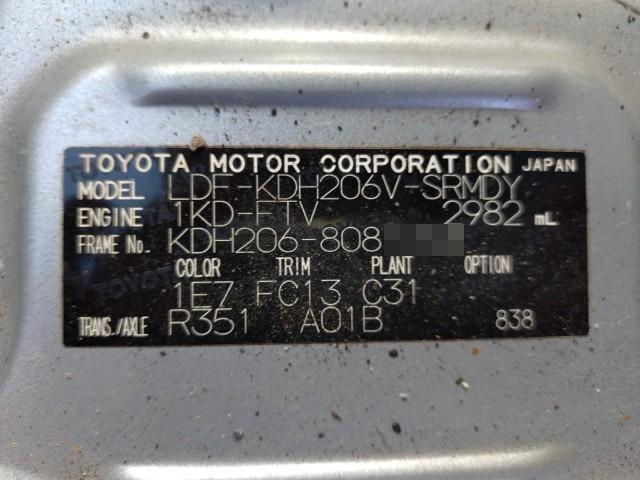 TOYOTA MOTOR CORPORATION JAPAN
MODEL LDF-KDH206V-SRMDY
ENGINE 1KD-FTV 2982 mL
FRAME No. KDH206-808
COLOR TRIM PLANT OPTION
1E7 FC13 C31
TRANS./AXLE R351 A01B 838